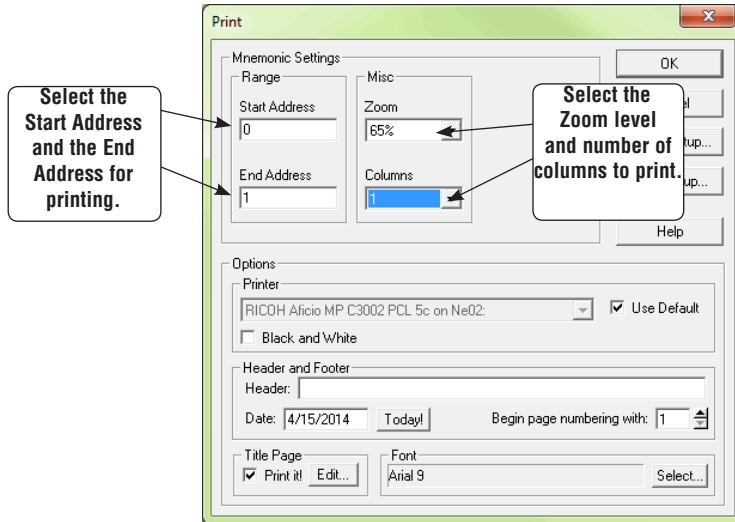 Print
Mnemonic Settings
Range
Misc
OK
Select the
Start Address
and the End
Address for
printing.
Start Address
0
Zoom
65%
Select the
Zoom level
and number of
columns to print.
End Address
1
Columns
1
Help
Options
Printer
RICOH Aficio MP C3002 PCL 5c on Ne02:
Use Default
Black and White
Header and Footer
Header:
Date: 4/15/2014 Today! Begin page numbering with: 1
Title Page
Print it! Edit...
Font
Arial 9
Select...